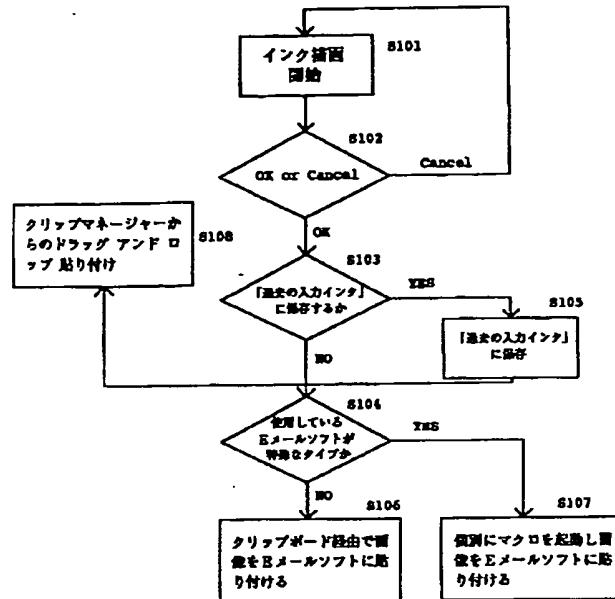 インク描画
開始
S101
S102
OK or Cancel
Cancel
OK
クリップマネージャーか
らのドラッグ アンド ロ
ップ 貼り付け
S108
S103
「過去の入力インク」
に保存するか
YES
S105
「過去の入力インク」
に保存
NO
S104
使用している
Eメールソフトが
特殊なタイプか
YES
NO
S106
クリップボード経由で画
像をEメールソフトに貼
り付ける
S107
個別にマクロを起動し画
像をEメールソフトに貼
り付ける